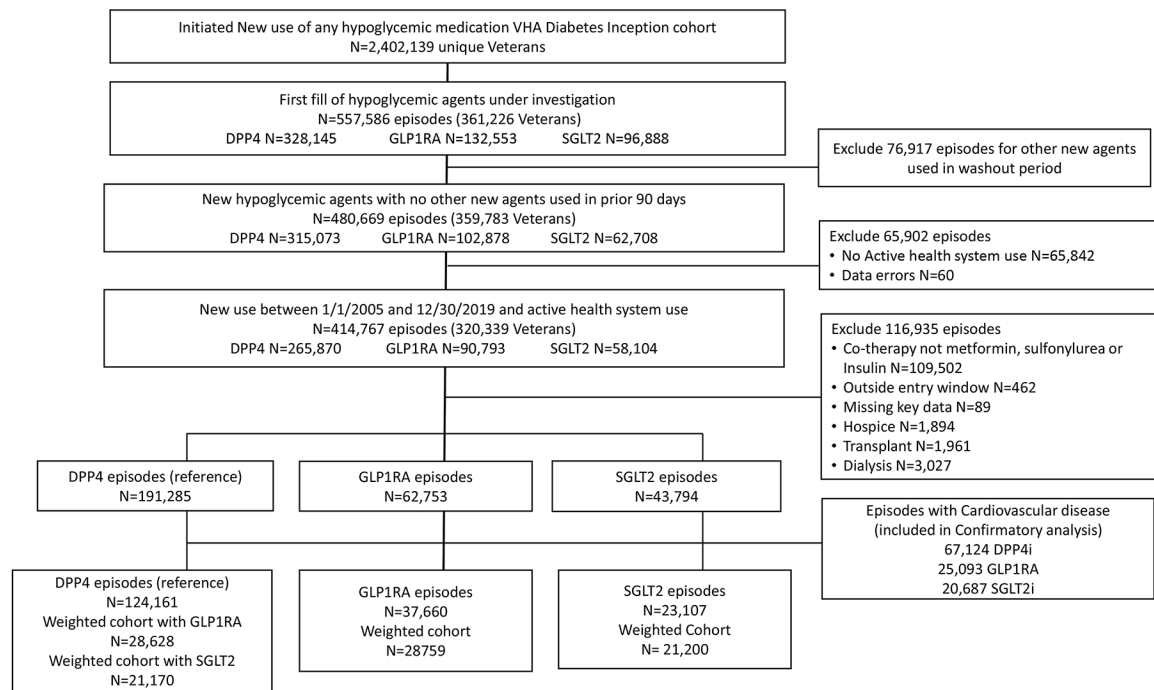 Initiated New use of any hypoglycemic medication VHA Diabetes Inception cohort
N=2,402,139 unique Veterans
First fill of hypoglycemic agents under investigation
N=557,586 episodes (361,226 Veterans)
DPP4 N=328,145 GLP1RA N=132,553 SGLT2 N=96,888
Exclude 76,917 episodes for other new agents
used in washout period
New hypoglycemic agents with no other new agents used in prior 90 days
N=480,669 episodes (359,783 Veterans)
DPP4 N=315,073 GLP1RA N=102,878 SGLT2 N=62,708
Exclude 65,902 episodes
• No Active health system use N=65,842
• Data errors N=60
New use between 1/1/2005 and 12/30/2019 and active health system use
N=414,767 episodes (320,339 Veterans)
DPP4 N=265,870 GLP1RA N=90,793 SGLT2 N=58,104
Exclude 116,935 episodes
• Co-therapy not metformin, sulfonylurea or
Insulin N=109,502
• Outside entry window N=462
• Missing key data N=89
• Hospice N=1,894
• Transplant N=1,961
• Dialysis N=3,027
DPP4 episodes (reference)
N=191,285
GLP1RA episodes
N=62,753
SGLT2 episodes
N=43,794
Episodes with Cardiovascular disease
(included in Confirmatory analysis)
67,124 DPP4i
25,093 GLP1RA
20,687 SGLT2i
DPP4 episodes (reference)
N=124,161
Weighted cohort with GLP1RA
N=28,628
Weighted cohort with SGLT2
N=21,170
GLP1RA episodes
N=37,660
Weighted cohort
N=28759
SGLT2 episodes
N=23,107
Weighted Cohort
N= 21,200